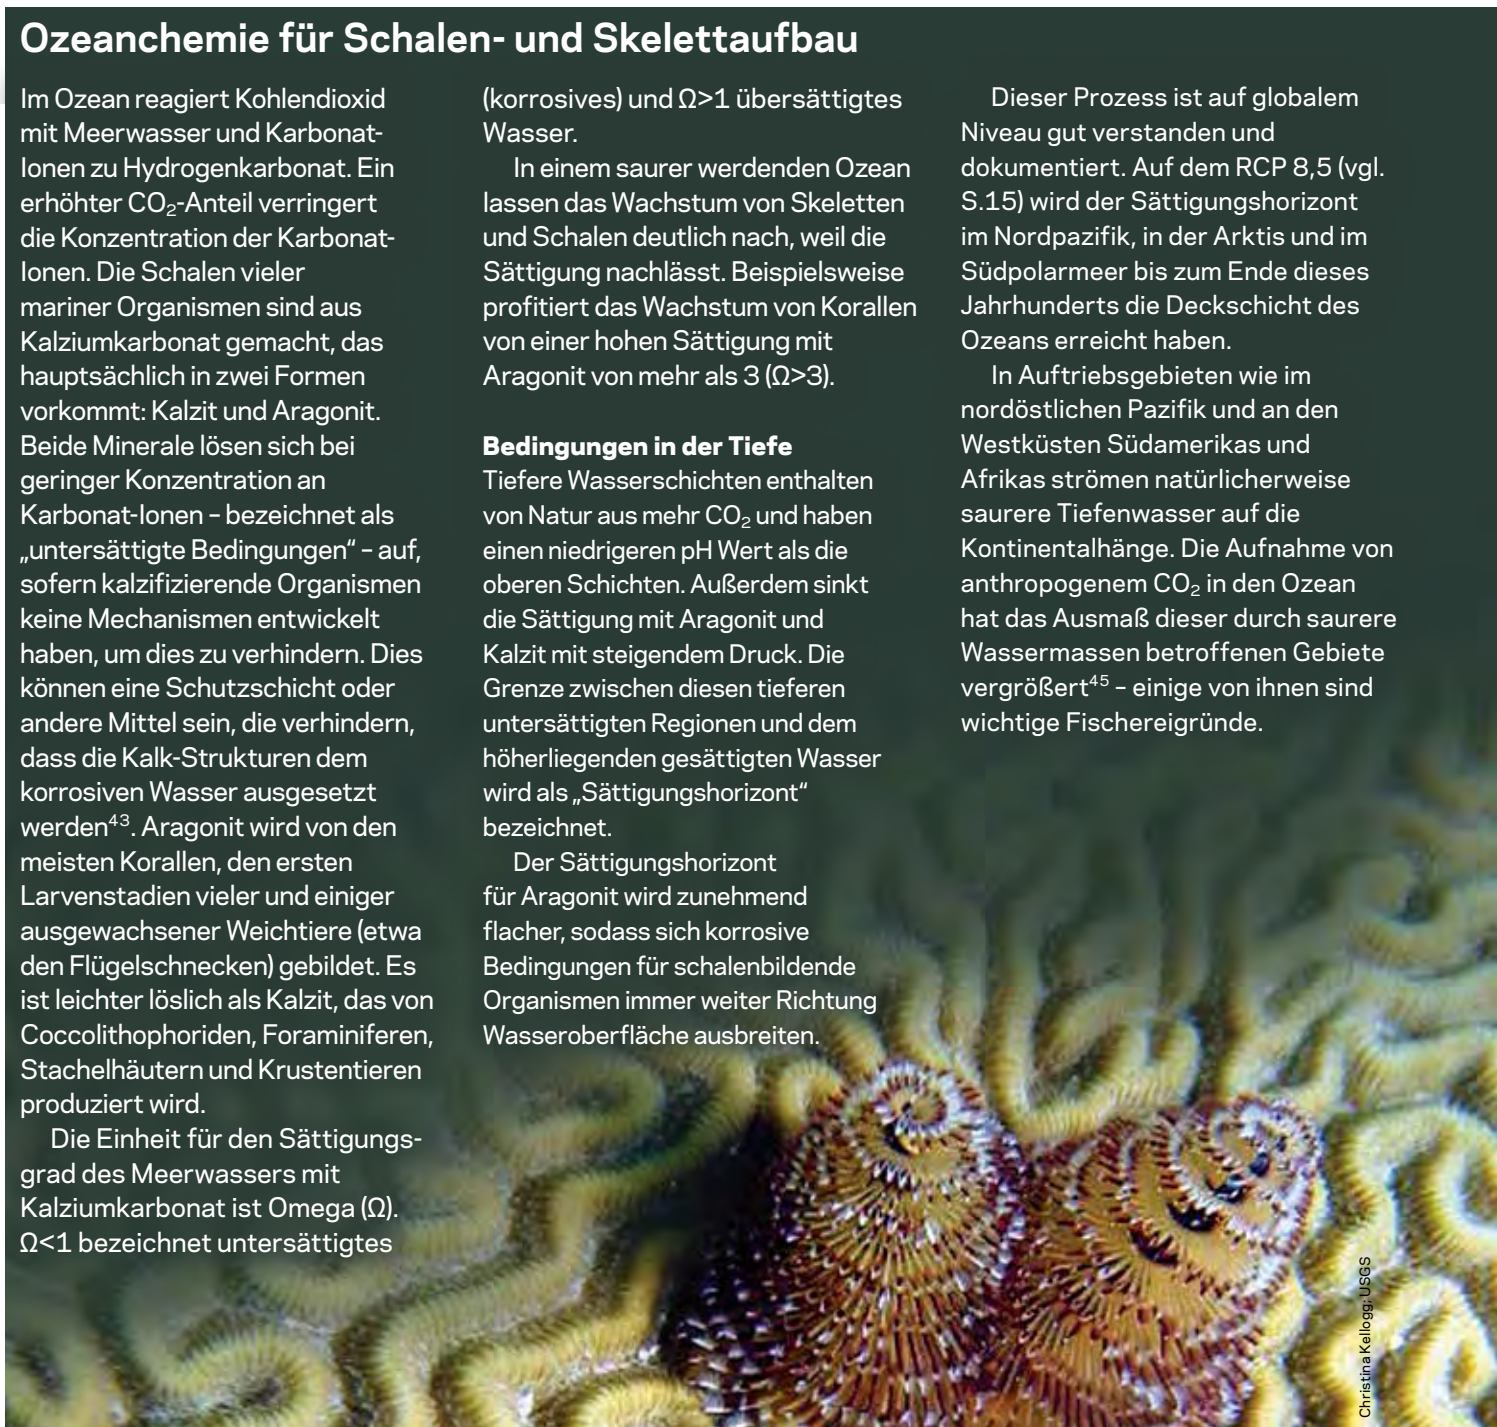 Ozeanchemie für Schalen- und Skelettaufbau
Im Ozean reagiert Kohlendioxid
mit Meerwasser und Karbonat-
Ionen zu Hydrogenkarbonat. Ein
erhöhter CO₂-Anteil verringert
die Konzentration der Karbonat-
Ionen. Die Schalen vieler
mariner Organismen sind aus
Kalziumkarbonat gemacht, das
hauptsächlich in zwei Formen
vorkommt: Kalzit und Aragonit.
Beide Minerale lösen sich bei
geringer Konzentration an
Karbonat-Ionen – bezeichnet als
„untersättigte Bedingungen“ – auf,
sofern kalzifizierende Organismen
keine Mechanismen entwickelt
haben, um dies zu verhindern. Dies
können eine Schutzschicht oder
andere Mittel sein, die verhindern,
dass die Kalk-Strukturen dem
korrosiven Wasser ausgesetzt
werden⁴³. Aragonit wird von den
meisten Korallen, den ersten
Larvenstadien vieler und einiger
ausgewachsener Weichtiere (etwa
den Flügelschnecken) gebildet. Es
ist leichter löslich als Kalzit, das von
Coccolithophoriden, Foraminiferen,
Stachelhäutern und Krustentieren
produziert wird.
Die Einheit für den Sättigungs-
grad des Meerwassers mit
Kalziumkarbonat ist Omega (Ω).
Ω<1 bezeichnet untersättigtes
(korrosives) und Ω>1 übersättigtes
Wasser.
In einem saurer werdenden Ozean
lassen das Wachstum von Skeletten
und Schalen deutlich nach, weil die
Sättigung nachlässt. Beispielsweise
profitiert das Wachstum von Korallen
von einer hohen Sättigung mit
Aragonit von mehr als 3 (Ω>3).
Bedingungen in der Tiefe
Tiefere Wasserschichten enthalten
von Natur aus mehr CO₂ und haben
einen niedrigeren pH Wert als die
oberen Schichten. Außerdem sinkt
die Sättigung mit Aragonit und
Kalzit mit steigendem Druck. Die
Grenze zwischen diesen tieferen
untersättigten Regionen und dem
höherliegenden gesättigten Wasser
wird als „Sättigungshorizont“
bezeichnet.
Der Sättigungshorizont
für Aragonit wird zunehmend
flacher, sodass sich korrosive
Bedingungen für schalenbildende
Organismen immer weiter Richtung
Wasseroberfläche ausbreiten.
Dieser Prozess ist auf globalem
Niveau gut verstanden und
dokumentiert. Auf dem RCP 8,5 (vgl.
S.15) wird der Sättigungshorizont
im Nordpazifik, in der Arktis und im
Südpolarmeer bis zum Ende dieses
Jahrhunderts die Deckschicht des
Ozeans erreicht haben.
In Auftriebsgebieten wie im
nordöstlichen Pazifik und an den
Westküsten Südamerikas und
Afrikas strömen natürlicherweise
saurere Tiefenwasser auf die
Kontinentalhänge. Die Aufnahme von
anthropogenem CO₂ in den Ozean
hat das Ausmaß dieser durch saurere
Wassermassen betroffenen Gebiete
vergrößert⁴⁵ – einige von ihnen sind
wichtige Fischereigründe.
Christina Kellogg; USGS